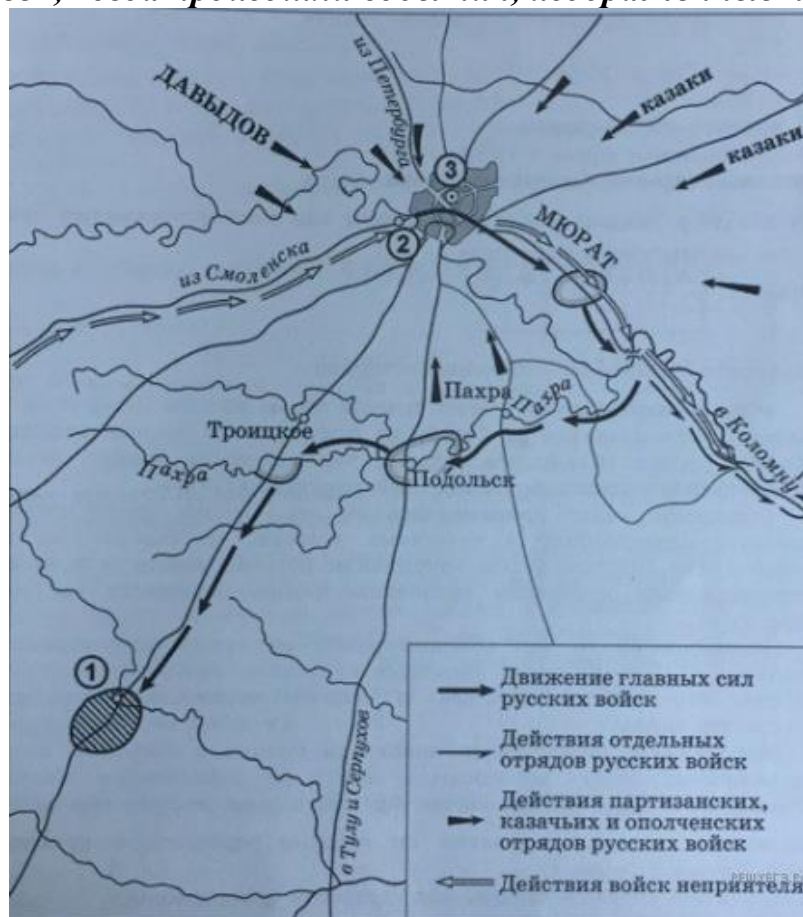 из Петербурга
ДАВЫДОВ
казаки
казаки
3
2
МЮРАТ
из Смоленска
Пахра
Пахра
в Коломну
Троицкое
Пахра
Подольск
1
в Тулу и Серпухов
Движение главных сил
русских войск
Действия отдельных
отрядов русских войск
Действия партизанских,
казачьих и ополченских
отрядов русских войск
Действия войск неприятеля